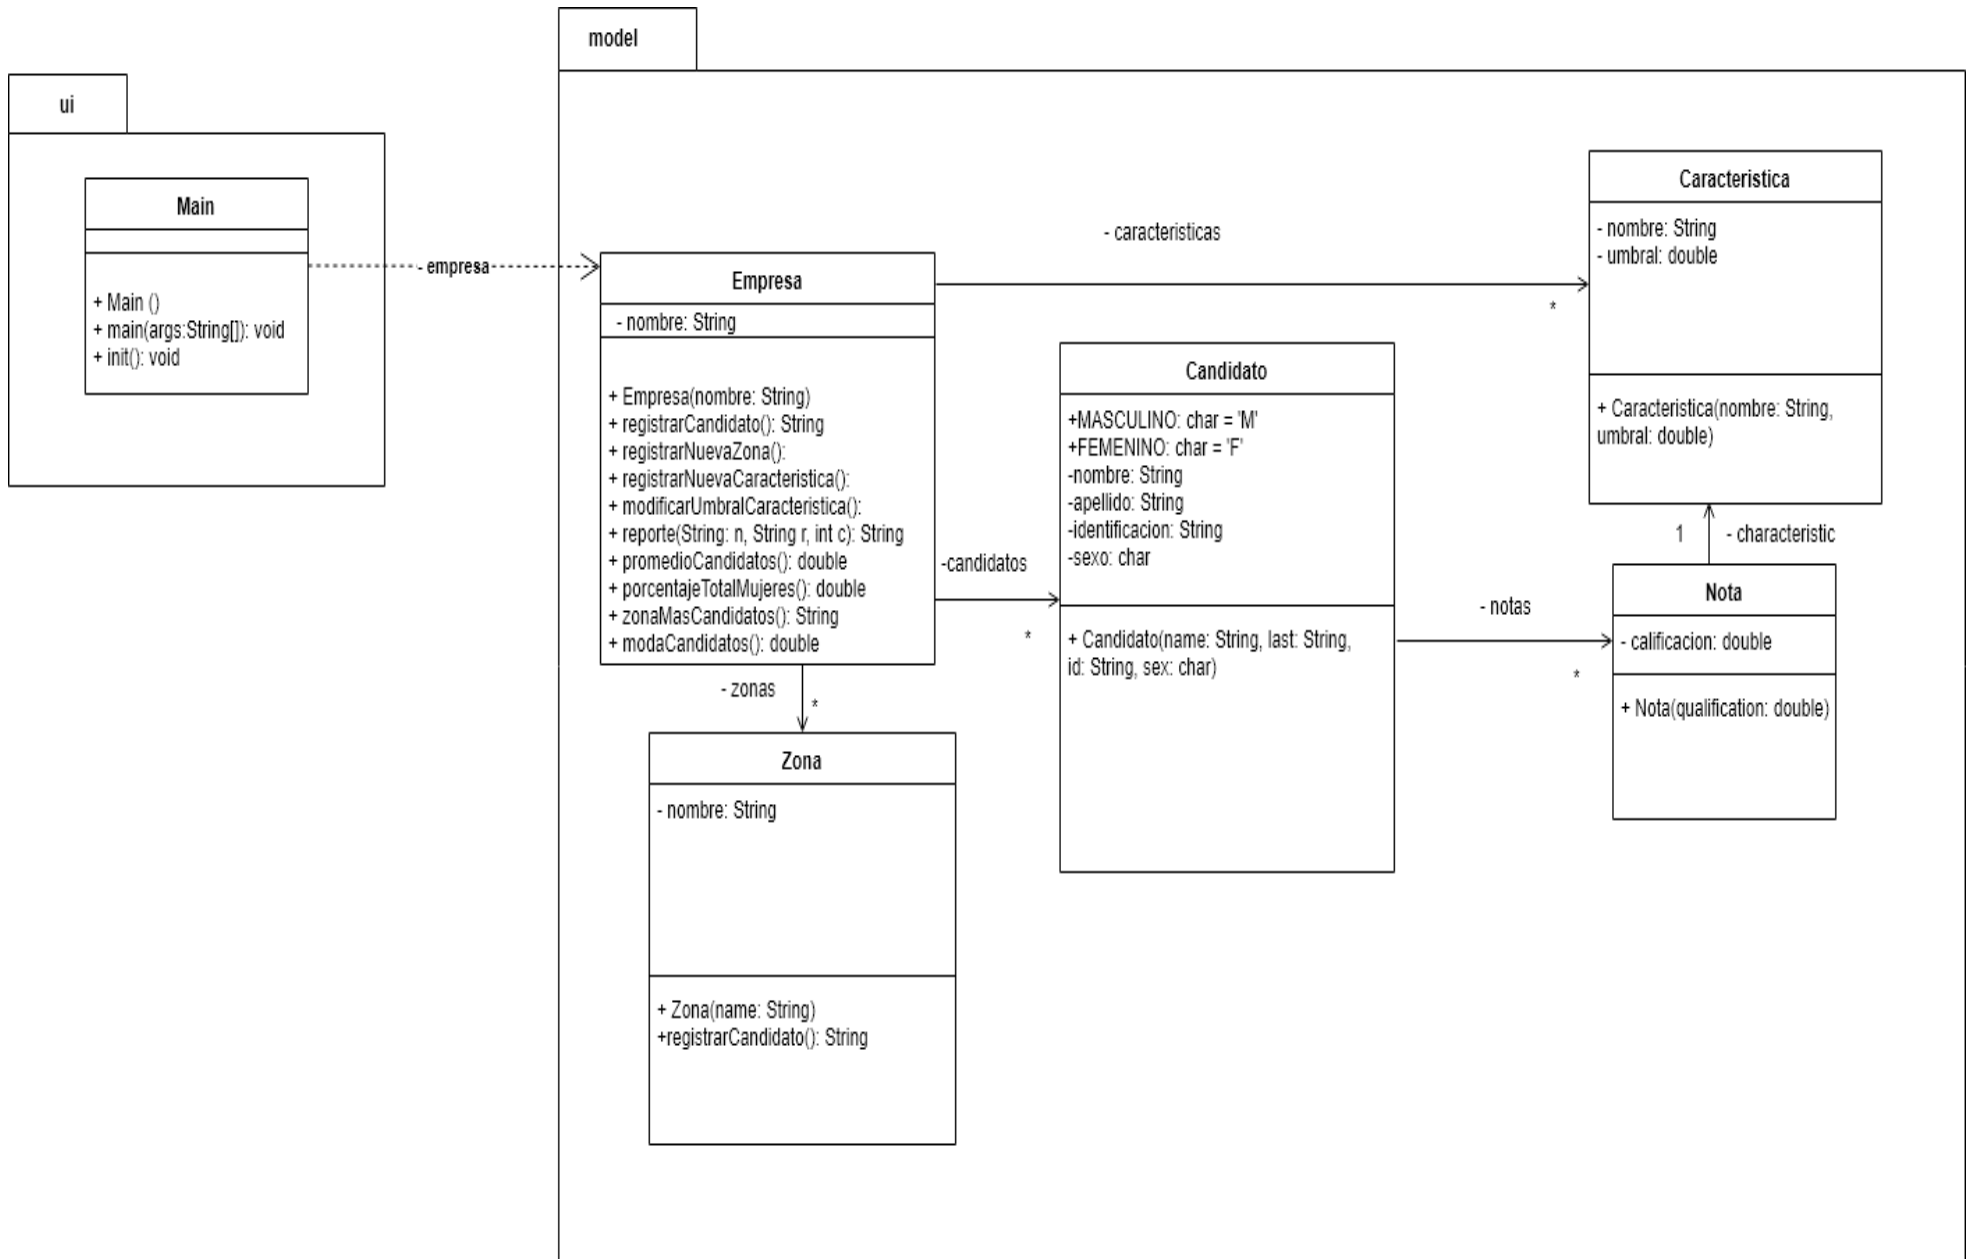 model
ui
Main
+ Main ()
+ main(args:String[]): void
+ init(): void
- empresa
Empresa
- nombre: String
+ Empresa(nombre: String)
+ registrarCandidato(): String
+ registrarNuevaZona():
+ registrarNuevaCaracteristica():
+ modificarUmbralCaracteristica():
+ reporte(String: n, String r, int c): String
+ promedioCandidatos(): double
+ porcentajeTotalMujeres(): double
+ zonaMasCandidatos(): String
+ modaCandidatos(): double
- caracteristicas
*
Caracteristica
- nombre: String
- umbral: double
+ Caracteristica(nombre: String,
umbral: double)
-candidatos
*
Candidato
+MASCULINO: char = 'M'
+FEMENINO: char = 'F'
-nombre: String
-apellido: String
-identificacion: String
-sexo: char
+ Candidato(name: String, last: String,
id: String, sex: char)
- notas
*
1
- characteristic
Nota
- calificacion: double
+ Nota(qualification: double)
- zonas
*
Zona
- nombre: String
+ Zona(name: String)
+registrarCandidato(): String